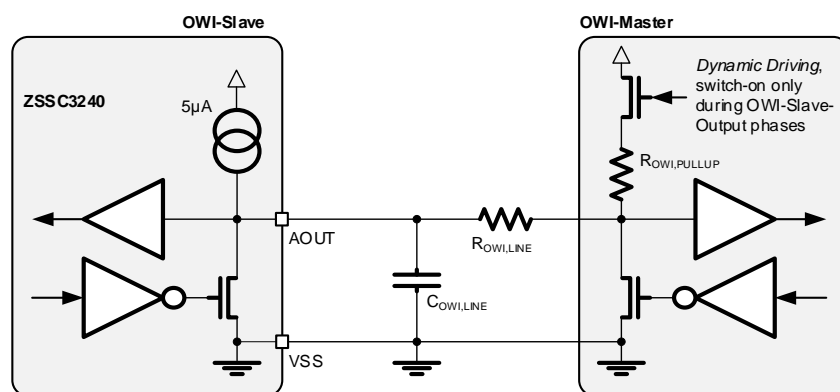 OWI-Slave
OWI-Master
ZSSC3240
5µA
Dynamic Driving,
switch-on only
during OWI-Slave-
Output phases
ROWI,PULLUP
AOUT
ROWI,LINE
COWI,LINE
VSS